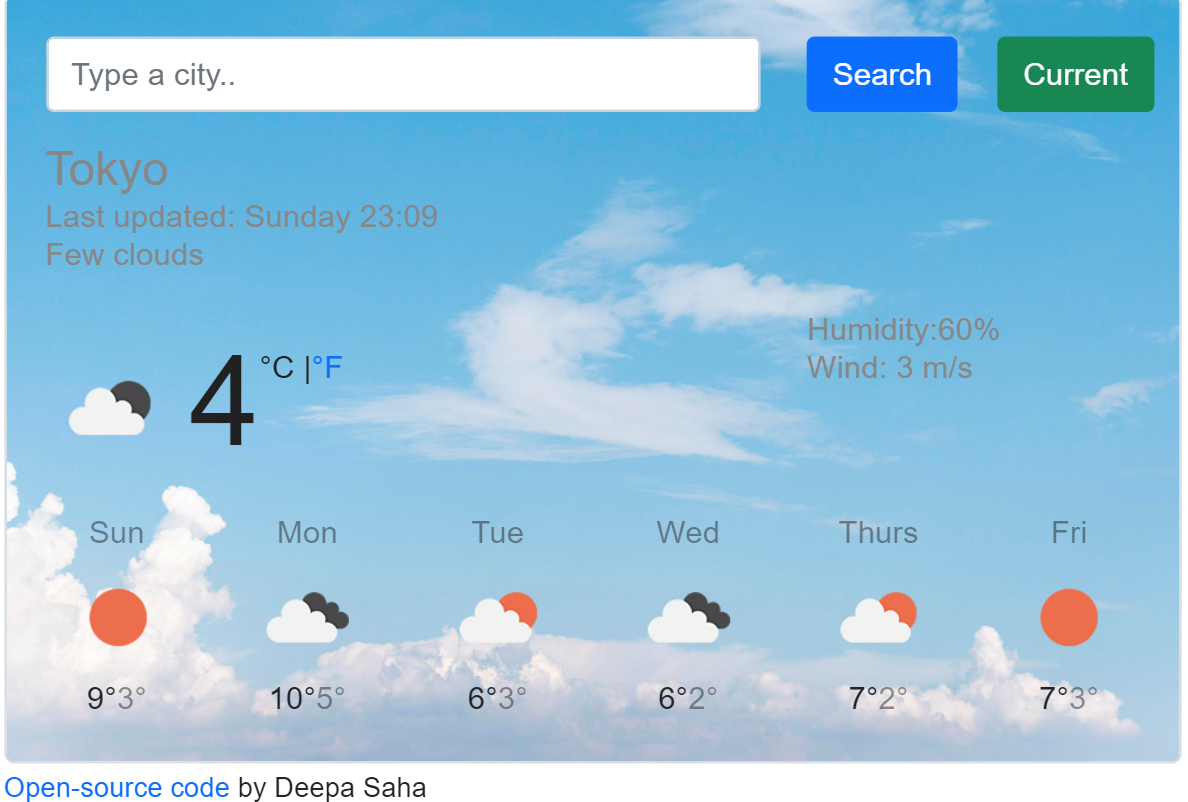 Type a city..
Search
Current
Tokyo
Last updated: Sunday 23:09
Few clouds
Humidity:60%
Wind: 3 m/s
4 °C |°F
Sun Mon Tue Wed Thurs Fri
9°3° 10°5° 6°3° 6°2° 7°2° 7°3°
Open-source code by Deepa Saha